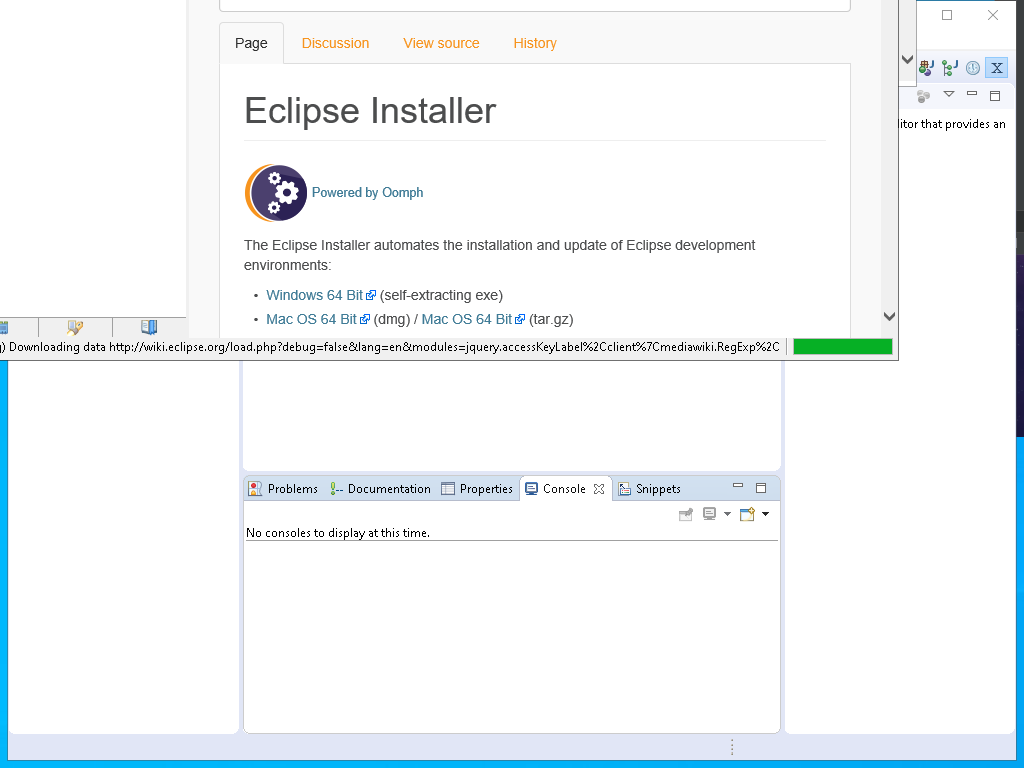 Page Discussion View source History
Eclipse Installer
itor that provides an
Powered by Oomph
The Eclipse Installer automates the installation and update of Eclipse development
environments:
• Windows 64 Bit (self-extracting exe)
• Mac OS 64 Bit (dmg) / Mac OS 64 Bit (tar.gz)
) Downloading data http://wiki.eclipse.org/load.php?debug=false&lang=en&modules=jquery.accessKeyLabel%2Cclient%7Cmediawiki.RegExp%2C
Problems Documentation Properties Console Snippets
No consoles to display at this time.